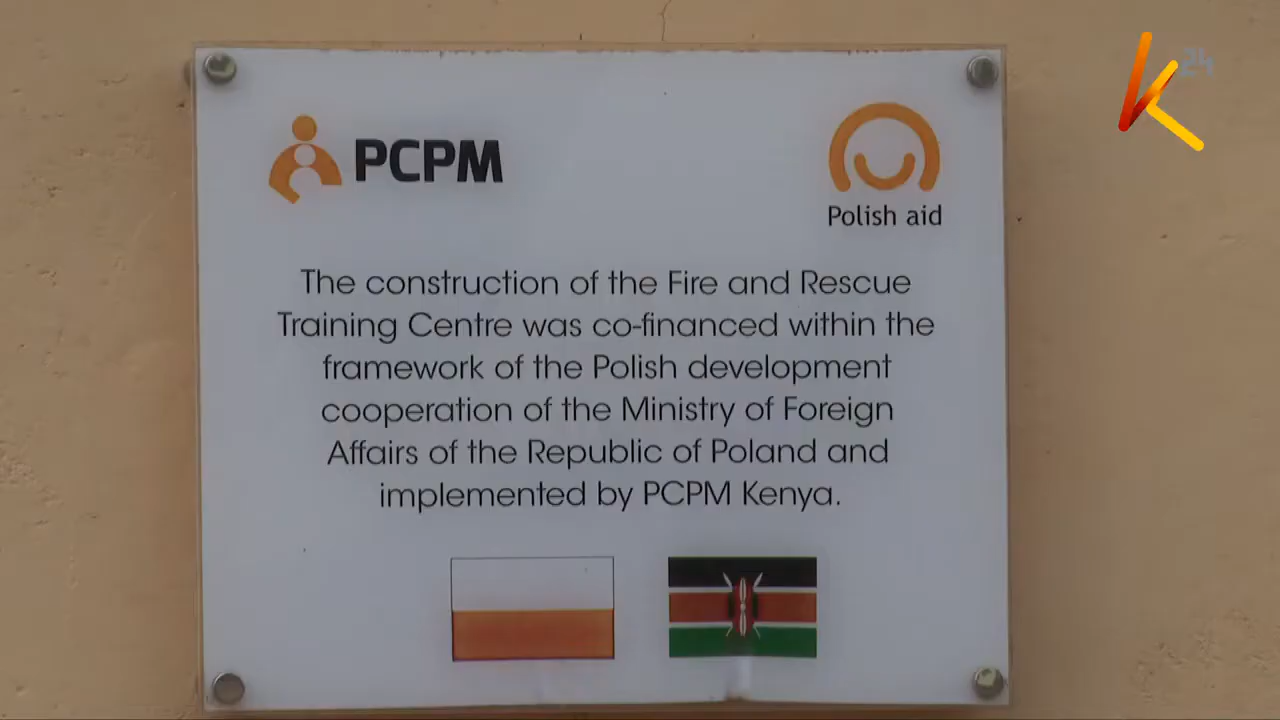 K24
PCPM
Polish aid
The construction of the Fire and Rescue
Training Centre was co-financed within the
framework of the Polish development
cooperation of the Ministry of Foreign
Affairs of the Republic of Poland and
implemented by PCPM Kenya.